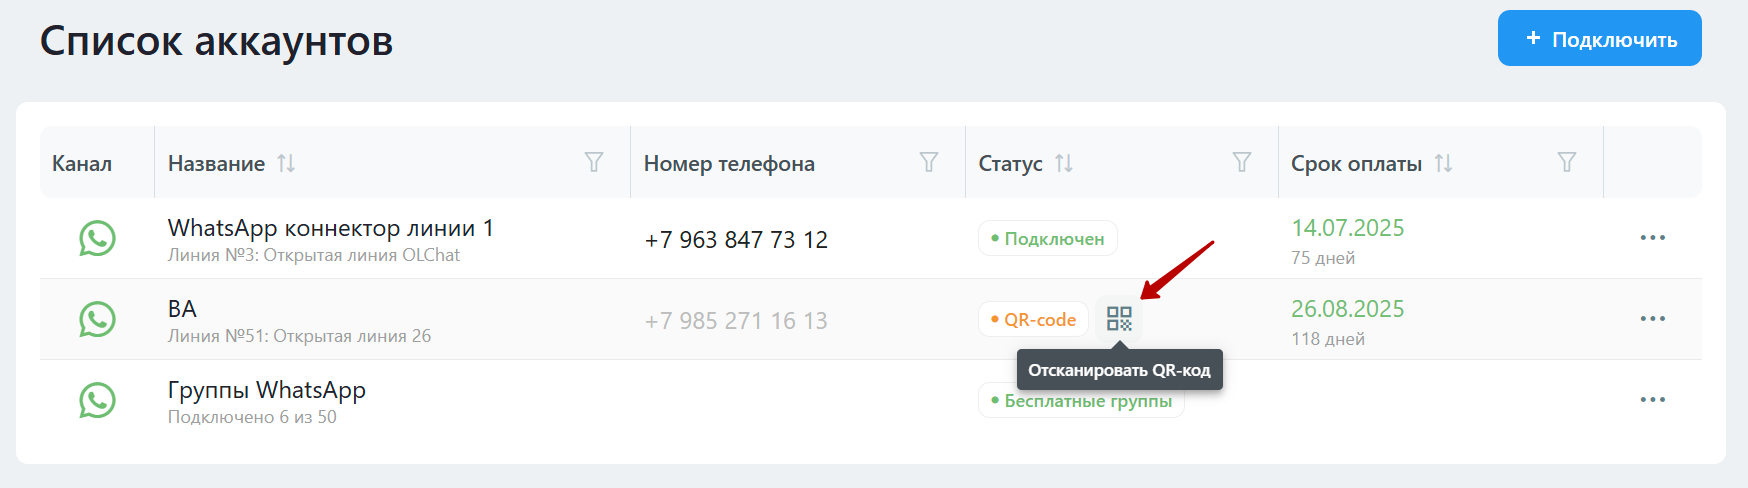 Список аккаунтов
+ Подключить
Канал Название Номер телефона Статус Срок оплаты
WhatsApp коннектор линии 1
Линия №3: Открытая линия OLChat
+7 963 847 73 12
Подключен
14.07.2025
75 дней
ВА
Линия №51: Открытая линия 26
+7 985 271 16 13
QR-code
26.08.2025
118 дней
Отсканировать QR-код
Группы WhatsApp
Подключено 6 из 50
Бесплатные группы